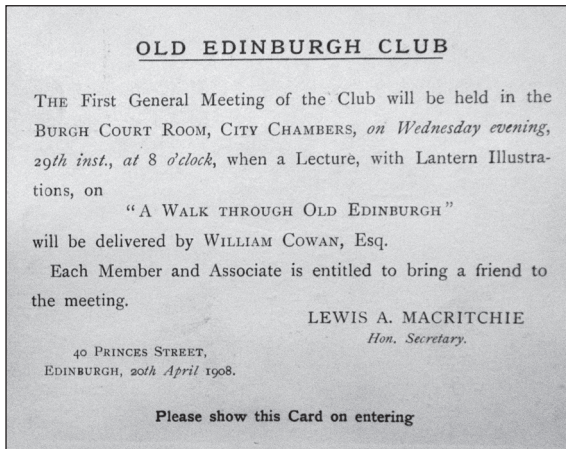 OLD EDINBURGH CLUB
THE First General Meeting of the Club will be held in the
BURGH COURT ROOM, CITY CHAMBERS, on Wednesday evening,
29th inst., at 8 o'clock, when a Lecture, with Lantern Illustra-
tions, on
"A WALK THROUGH OLD EDINBURGH"
will be delivered by WILLIAM COWAN, Esq.
Each Member and Associate is entitled to bring a friend to
the meeting.
LEWIS A. MACRITCHIE
Hon. Secretary.
40 PRINCES STREET,
EDINBURGH, 20th April 1908.
Please show this Card on entering